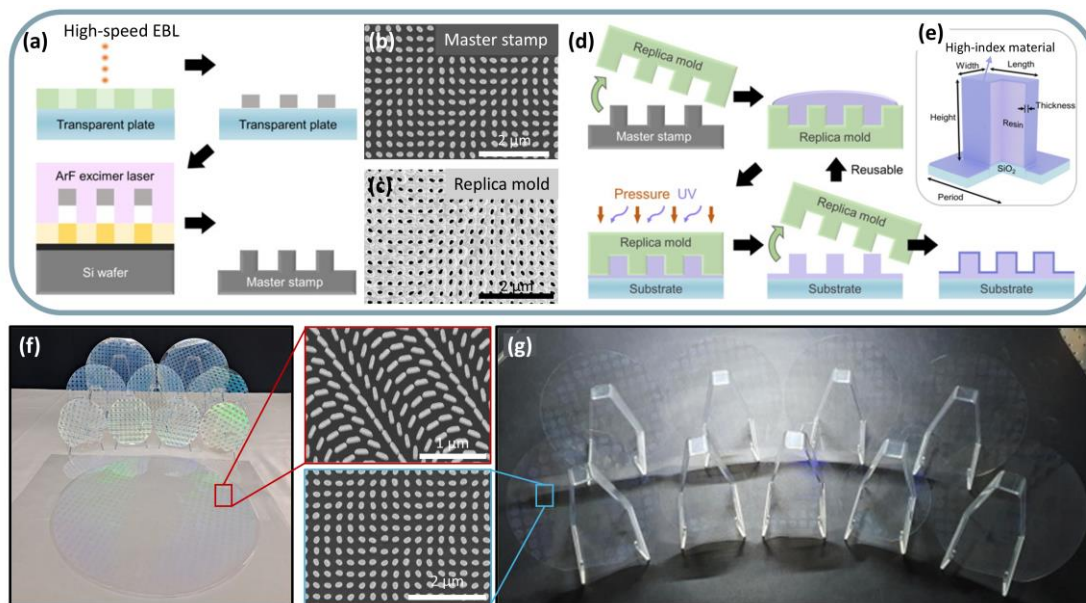 (a)
High-speed EBL
Transparent plate
Transparent plate
ArF excimer laser
Si wafer
Master stamp
(b)
Master stamp
2 μm
(c)
Replica mold
2 μm
(d)
Replica mold
Master stamp
Replica mold
Reusable
Pressure UV
Replica mold
Substrate
Substrate
Substrate
(e)
High-index material
Width
Length
Thickness
Height
Resin
SiO₂
Period
(f)
1 μm
2 μm
(g)